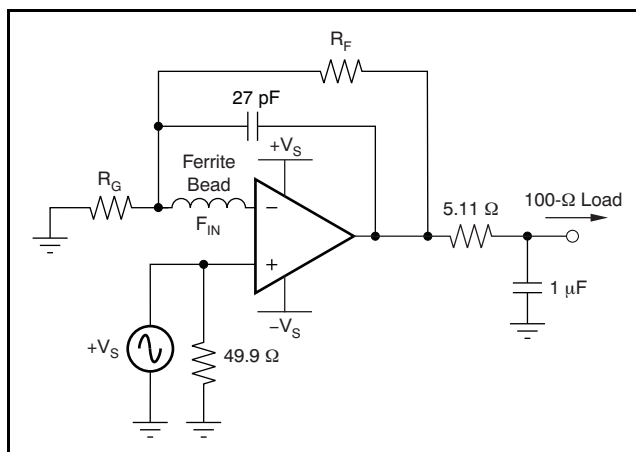 R_F
27 pF
+V_S
Ferrite
Bead
R_G
F_IN
−
+
5.11 Ω
100-Ω Load
1 μF
−V_S
+V_S
49.9 Ω